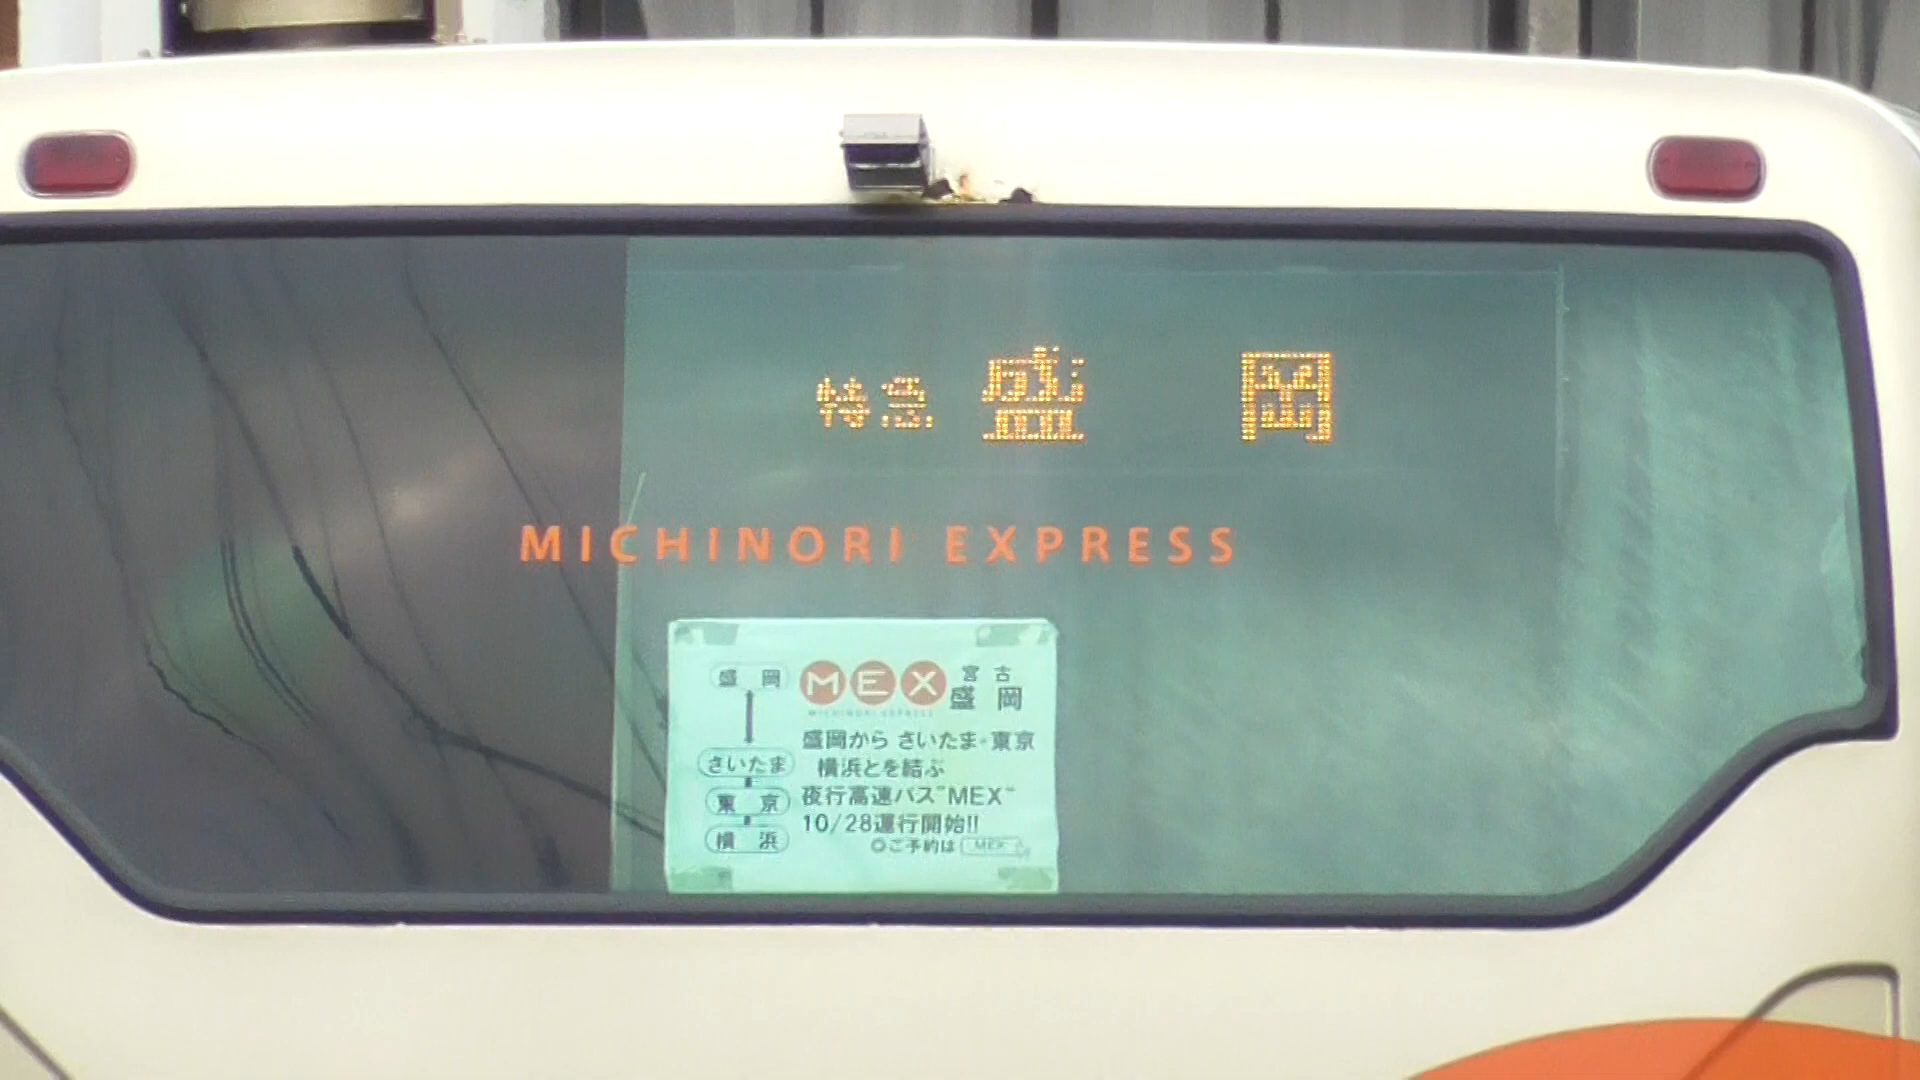 特急 盛岡
MICHINORI EXPRESS
盛岡
さいたま
東京
横浜
MEX 宮古 盛岡
MICHINORI EXPRESS
盛岡から さいたま・東京
横浜とを結ぶ
夜行高速バス"MEX"
10/28運行開始!!
◎ご予約は MEX